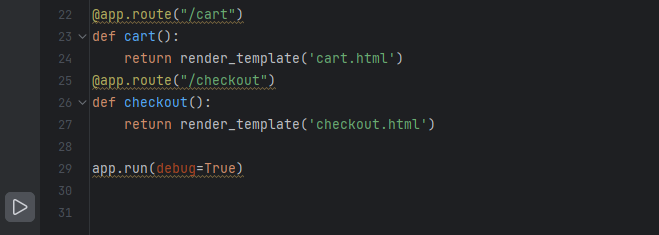 22 @app.route("/cart")
23 def cart():
24     return render_template('cart.html')
25 @app.route("/checkout")
26 def checkout():
27     return render_template('checkout.html')
28
29 app.run(debug=True)
30
31